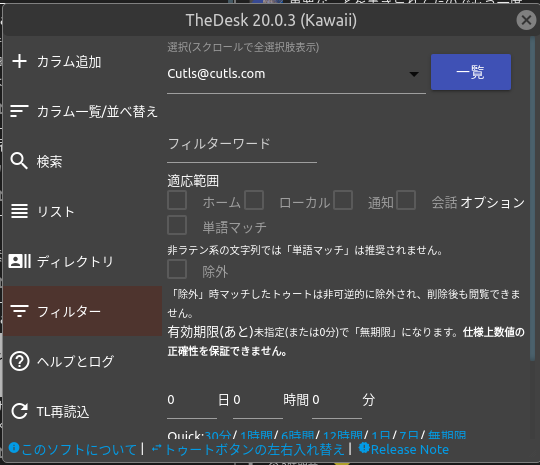 TheDesk 20.0.3 (Kawaii)
カラム追加
カラム一覧/並べ替え
検索
リスト
ディレクトリ
フィルター
ヘルプとログ
TL再読込
選択(スクロールで全選択肢表示)
Cutls@cutls.com
一覧
フィルターワード
適応範囲
ホーム ローカル 通知 会話 オプション
単語マッチ
非ラテン系の文字列では「単語マッチ」は推奨されません。
除外
「除外」時マッチしたトゥートは非可逆的に除外され、削除後も閲覧できま
せん。
有効期限(あと)未指定(または0分)で「無期限」になります。仕様上数値の
正確性を保証できません。
0 日 0 時間 0 分
Quick:30分/ 1時間/ 6時間/ 12時間/ 1日/ 7日/ 無期限
このソフトについて | トゥートボタンの左右入れ替え | Release Note